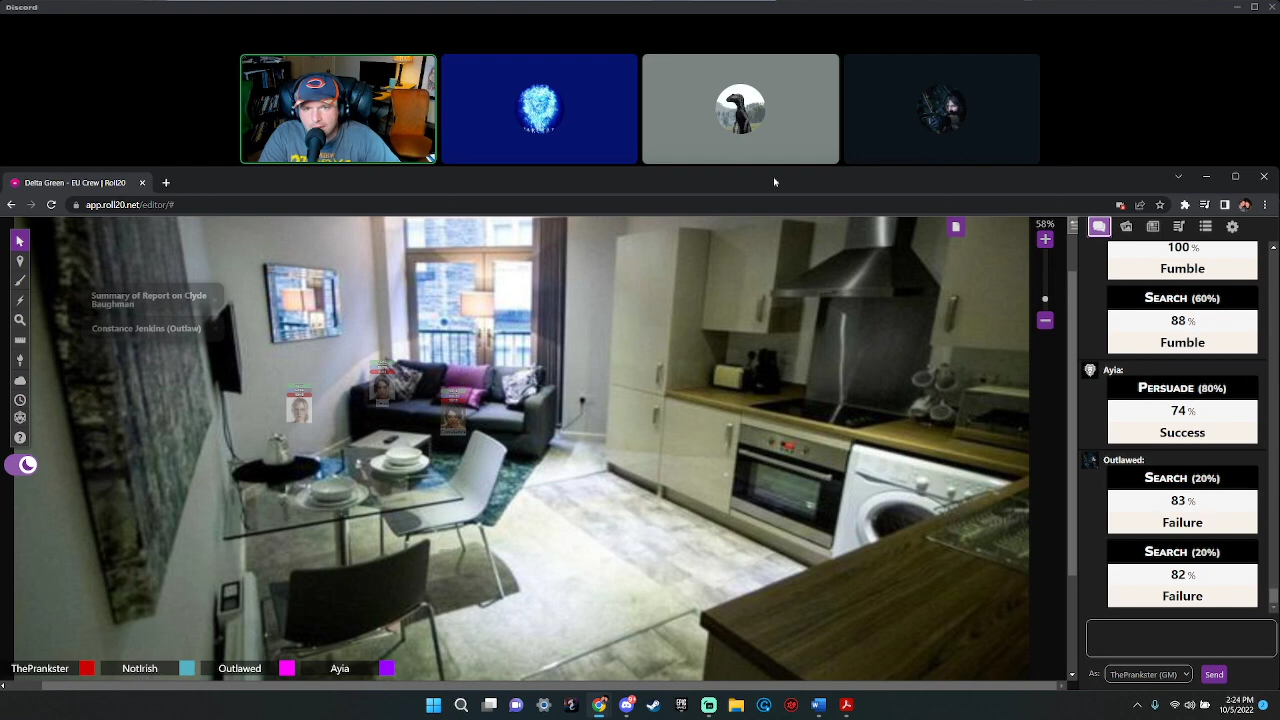 Discord
Delta Green - EU Crew | Roll20
app.roll20.net/editor/#
58%
Summary of Report on Clyde
Baughman
Constance Jenkins (Outlaw)
100 %
Fumble
SEARCH (60%)
88 %
Fumble
Ayia:
PERSUADE (80%)
74 %
Success
Outlawed:
SEARCH (20%)
83 %
Failure
SEARCH (20%)
82 %
Failure
ThePrankster
NotIrish
Outlawed
Ayia
As:
ThePrankster (GM)
Send
2:24 PM
10/5/2022